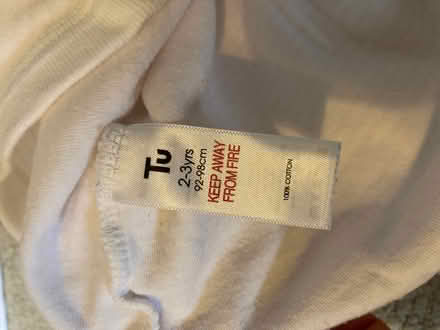 Tu
2-3yrs
92-98cm
KEEP AWAY
FROM FIRE
100% COTTON